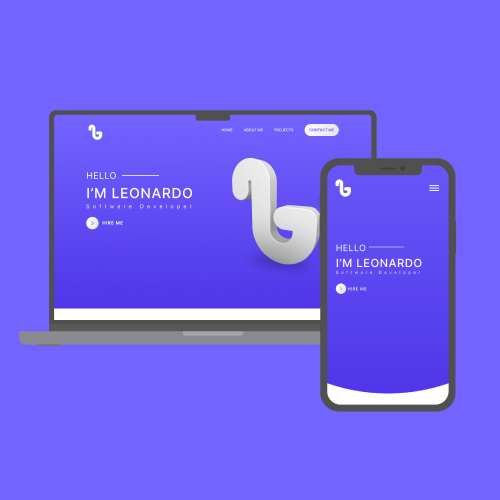 HOME ABOUT ME PROJECTS CONTACT ME
HELLO
I'M LEONARDO
Software Developer
HIRE ME
HELLO
I'M LEONARDO
Software Developer
HIRE ME